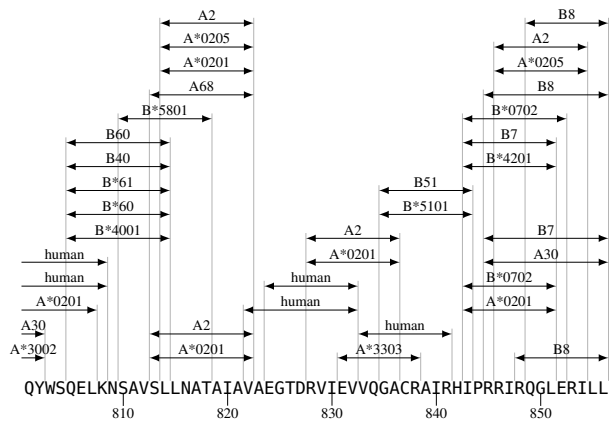 A2 B8
A*0205 A2
A*0201 A*0205
A68 B8
B*5801 B*0702
B60 B7
B40 B*4201
B*61 B51
B*60 B*5101
B*4001 A2 B7
human A*0201 A30
human human B*0702
A*0201 human A*0201
A30 A2 human
A*3002 A*0201 A*3303 B8
QYWSQELKNSAVSLLNATAIAVAEGTDRVIEVVQGACRAIRHIPRRIRQGLERILL
810 820 830 840 850